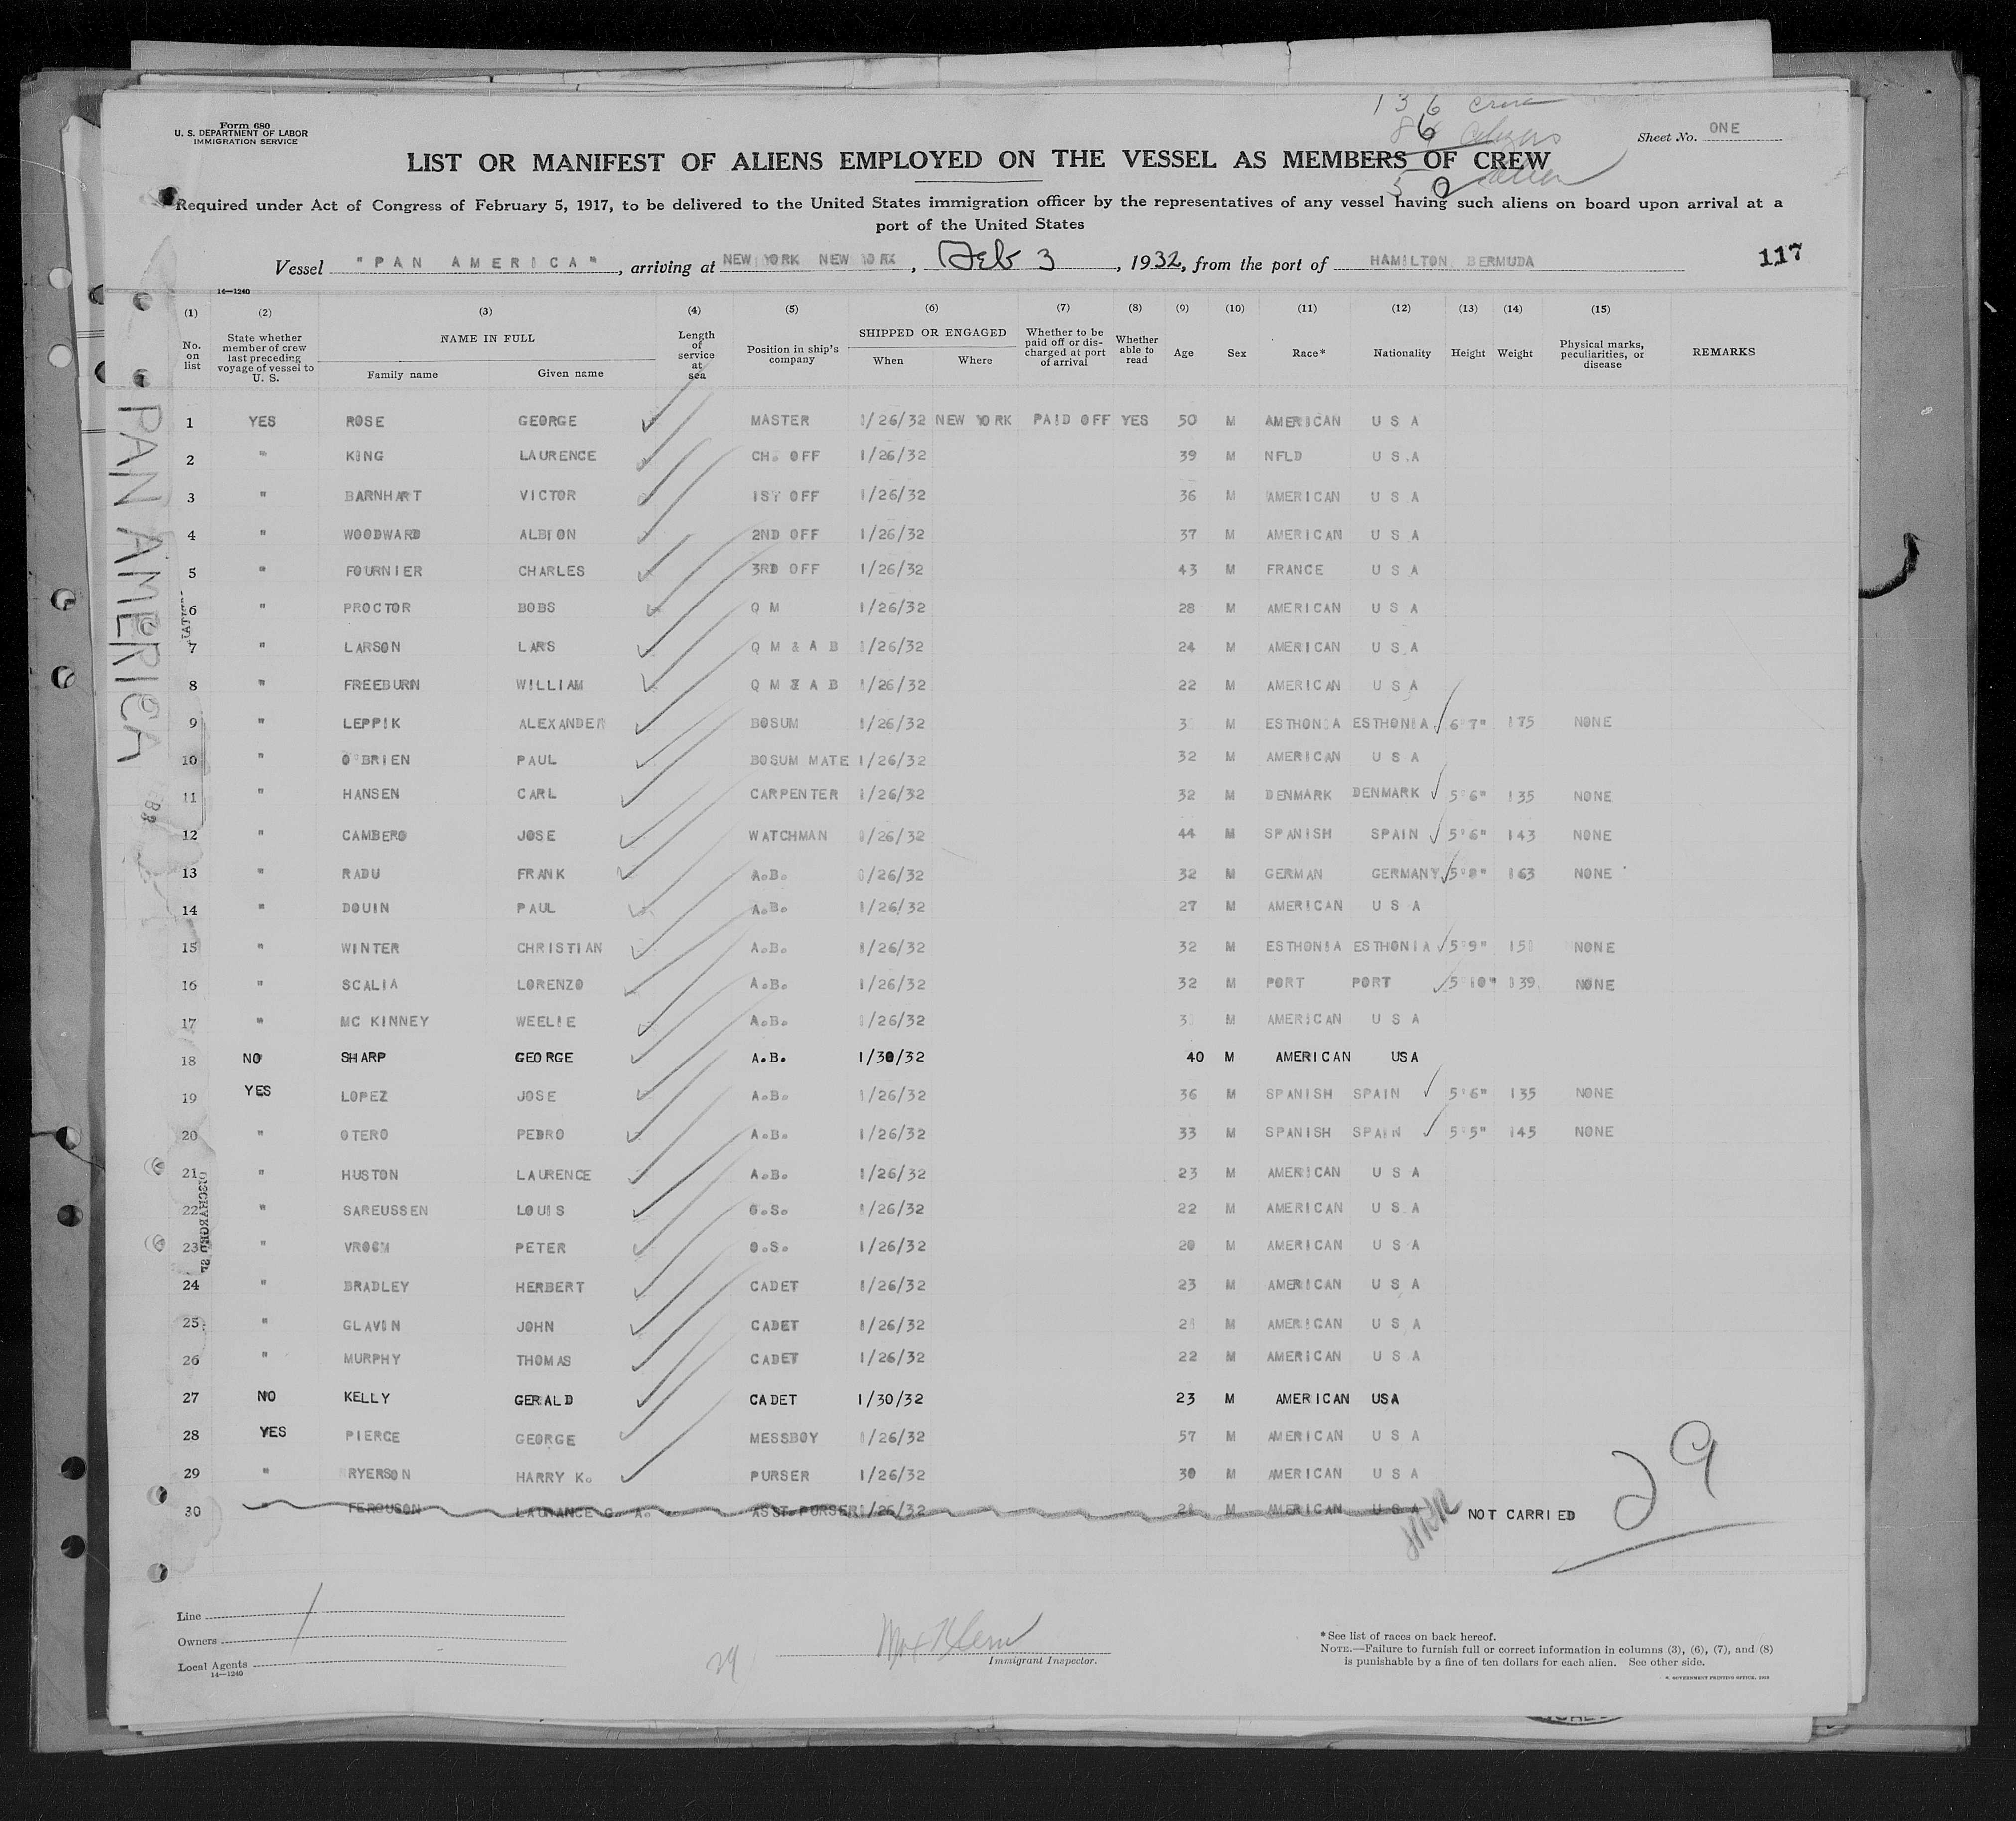 Form 680
U. S. DEPARTMENT OF LABOR
IMMIGRATION SERVICE
136 crew
86 citizens
50 alien
Sheet No. ONE
LIST OR MANIFEST OF ALIENS EMPLOYED ON THE VESSEL AS MEMBERS OF CREW
Required under Act of Congress of February 5, 1917, to be delivered to the United States immigration officer by the representatives of any vessel having such aliens on board upon arrival at a
port of the United States
Vessel "PAN AMERICA", arriving at NEW YORK NEW YORK, Feb 3, 1932, from the port of HAMILTON BERMUDA 117
14—1240
(1) (2) (3) (4) (5) (6) (7) (8) (9) (10) (11) (12) (13) (14) (15)
No. on list State whether member of crew last preceding voyage of vessel to U. S. NAME IN FULL Family name Given name Length of service at sea Position in ship's company SHIPPED OR ENGAGED When Where Whether to be paid off or discharged at port of arrival Whether able to read Age Sex Race* Nationality Height Weight Physical marks, peculiarities, or disease REMARKS
PAN AMERICA
1 YES ROSE GEORGE MASTER 1/26/32 NEW YORK PAID OFF YES 50 M AMERICAN U S A
2 " KING LAURENCE CH. OFF 1/26/32 39 M NFLD U S A
3 " BARNHART VICTOR 1ST OFF 1/26/32 36 M AMERICAN U S A
4 " WOODWARD ALBION 2ND OFF 1/26/32 37 M AMERICAN U S A
5 " FOURNIER CHARLES 3RD OFF 1/26/32 43 M FRANCE U S A
6 " PROCTOR BOBS Q M 1/26/32 28 M AMERICAN U S A
7 " LARSON LARS Q M & A B 1/26/32 24 M AMERICAN U S A
8 " FREEBURN WILLIAM Q M & A B 1/26/32 22 M AMERICAN U S A
9 " LEPPIK ALEXANDER BOSUM 1/26/32 M ESTHONIA ESTHONIA 6'7" 175 NONE
10 " O'BRIEN PAUL BOSUM MATE 1/26/32 32 M AMERICAN U S A
11 " HANSEN CARL CARPENTER 1/26/32 32 M DENMARK DENMARK 5'6" 135 NONE
12 " CAMBERO JOSE WATCHMAN 1/26/32 44 M SPANISH SPAIN 5'6" 143 NONE
13 " RADU FRANK A.B. 1/26/32 32 M GERMAN GERMANY 5'8" 163 NONE
14 " DOUIN PAUL A.B. 1/26/32 27 M AMERICAN U S A
15 " WINTER CHRISTIAN A.B. 1/26/32 32 M ESTHONIA ESTHONIA 5'9" 151 NONE
16 " SCALIA LORENZO A.B. 1/26/32 32 M PORT PORT 5'10" 139 NONE
17 " MC KINNEY WEELIE A.B. 1/26/32 M AMERICAN U S A
18 NO SHARP GEORGE A.B. 1/30/32 40 M AMERICAN USA
19 YES LOPEZ JOSE A.B. 1/26/32 36 M SPANISH SPAIN 5'6" 135 NONE
20 " OTERO PEDRO A.B. 1/26/32 33 M SPANISH SPAIN 5'5" 145 NONE
21 " HUSTON LAURENCE A.B. 1/26/32 23 M AMERICAN U S A
22 " SAREUSSEN LOUIS O.S. 1/26/32 22 M AMERICAN U S A
23 " VROOM PETER O.S. 1/26/32 20 M AMERICAN U S A
24 " BRADLEY HERBERT CADET 1/26/32 23 M AMERICAN U S A
25 " GLAVIN JOHN CADET 1/26/32 21 M AMERICAN U S A
26 " MURPHY THOMAS CADET 1/26/32 22 M AMERICAN U S A
27 NO KELLY GERALD CADET 1/30/32 23 M AMERICAN USA
28 YES PIERCE GEORGE MESSBOY 1/26/32 57 M AMERICAN U S A
29 " RYERSON HARRY K. PURSER 1/26/32 30 M AMERICAN U S A
30 " FERGUSON LAURANCE G. A. ASST PURSER 1/26/32 M AMERICAN U S A NOT CARRIED
29
Line
Owners
Local Agents
14—1240
29
Immigrant Inspector.
*See list of races on back hereof.
NOTE.—Failure to furnish full or correct information in columns (3), (6), (7), and (8)
is punishable by a fine of ten dollars for each alien. See other side.